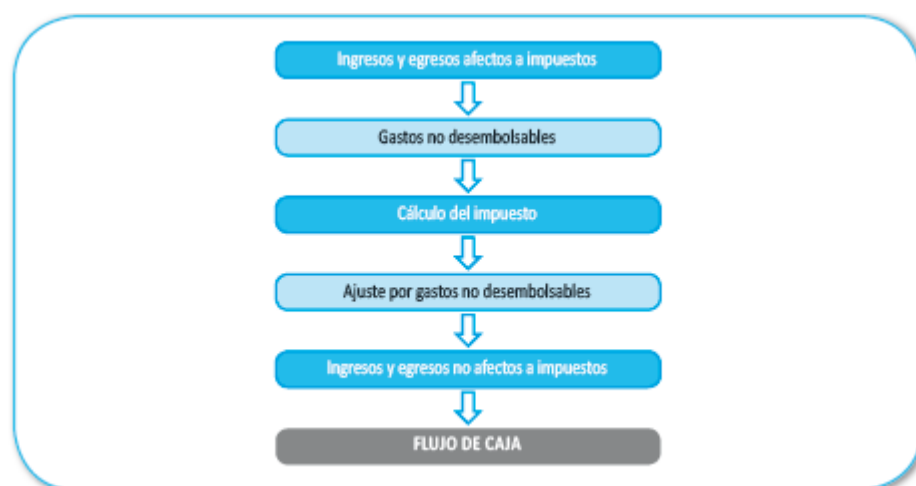 Ingresos y egresos afectos a impuestos
Gastos no desembolsables
Cálculo del impuesto
Ajuste por gastos no desembolsables
Ingresos y egresos no afectos a impuestos
FLUJO DE CAJA